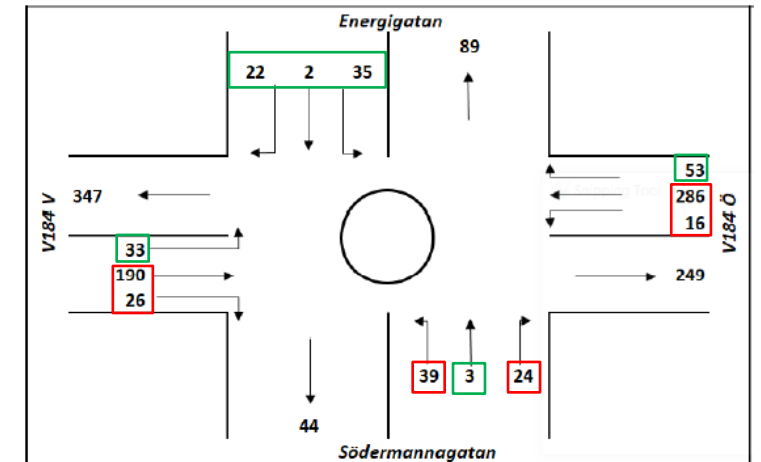 Energigatan
89
22 2 35
53
347
286
V184 V
V184 Ö
16
33
190
249
26
39 3 24
44
Södermannagatan